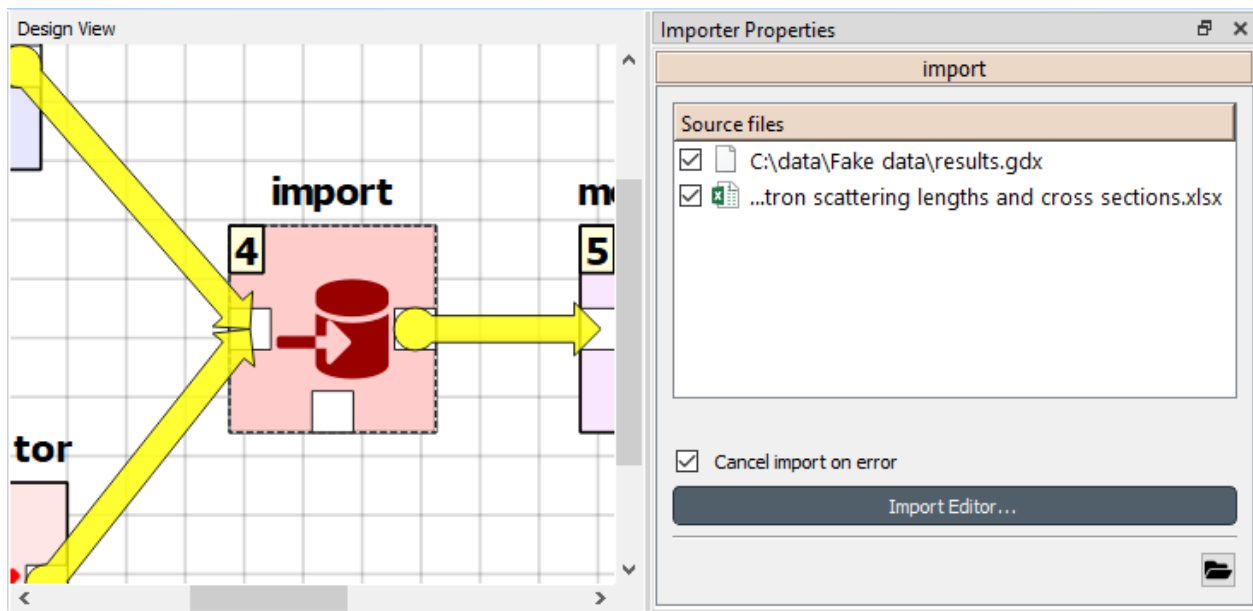 Design View
import
mo
4
5
tor
Importer Properties
import
Source files
C:\data\Fake data\results.gdx
...tron scattering lengths and cross sections.xlsx
Cancel import on error
Import Editor...